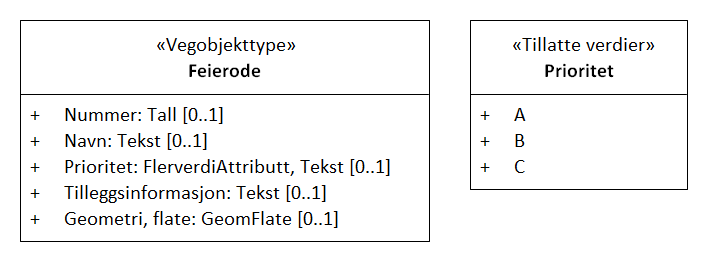 «Vegobjekttype»
Feierode
+ Nummer: Tall [0..1]
+ Navn: Tekst [0..1]
+ Prioritet: FlerverdiAttributt, Tekst [0..1]
+ Tilleggsinformasjon: Tekst [0..1]
+ Geometri, flate: GeomFlate [0..1]
«Tillatte verdier»
Prioritet
+ A
+ B
+ C